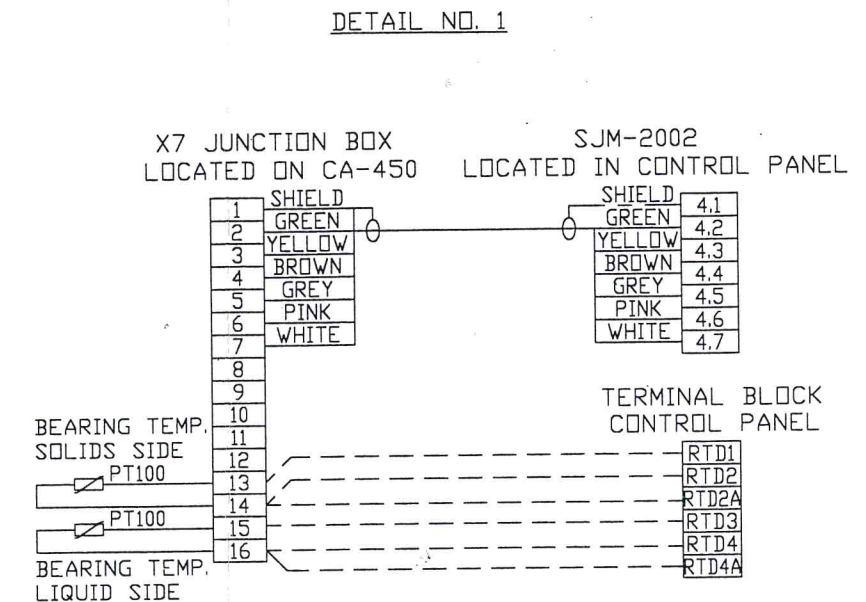 DETAIL NO. 1
X7 JUNCTION BOX
LOCATED ON CA-450
SJM-2002
LOCATED IN CONTROL PANEL
1 SHIELD
2 GREEN
3 YELLOW
4 BROWN
5 GREY
6 PINK
7 WHITE
8
9
10
11
12
13
14
15
16
SHIELD 4.1
GREEN 4.2
YELLOW 4.3
BROWN 4.4
GREY 4.5
PINK 4.6
WHITE 4.7
BEARING TEMP.
SOLIDS SIDE
PT100
PT100
BEARING TEMP.
LIQUID SIDE
TERMINAL BLOCK
CONTROL PANEL
RTD1
RTD2
RTD2A
RTD3
RTD4
RTD4A